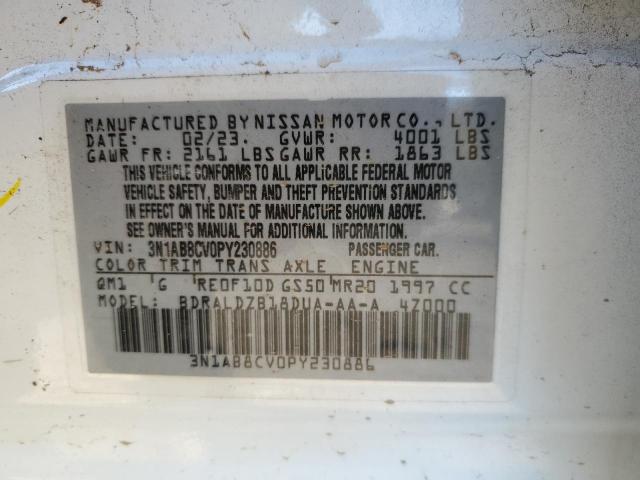 MANUFACTURED BY NISSAN MOTOR CO., LTD.
DATE: 02/23. GVWR: 4001 LBS
GAWR FR: 2161 LBS GAWR RR: 1863 LBS
THIS VEHICLE CONFORMS TO ALL APPLICABLE FEDERAL MOTOR
VEHICLE SAFETY, BUMPER AND THEFT PREVENTION STANDARDS
IN EFFECT ON THE DATE OF MANUFACTURE SHOWN ABOVE.
SEE OWNER'S MANUAL FOR ADDITIONAL INFORMATION.
VIN: 3N1AB8CV0PY230886 PASSENGER CAR.
COLOR TRIM TRANS AXLE ENGINE
QM1 G RE0F10D GS50 MR20 1997 CC
MODEL: BDRALDZB18DUA-AA-A 47000
3N1AB8CV0PY230886